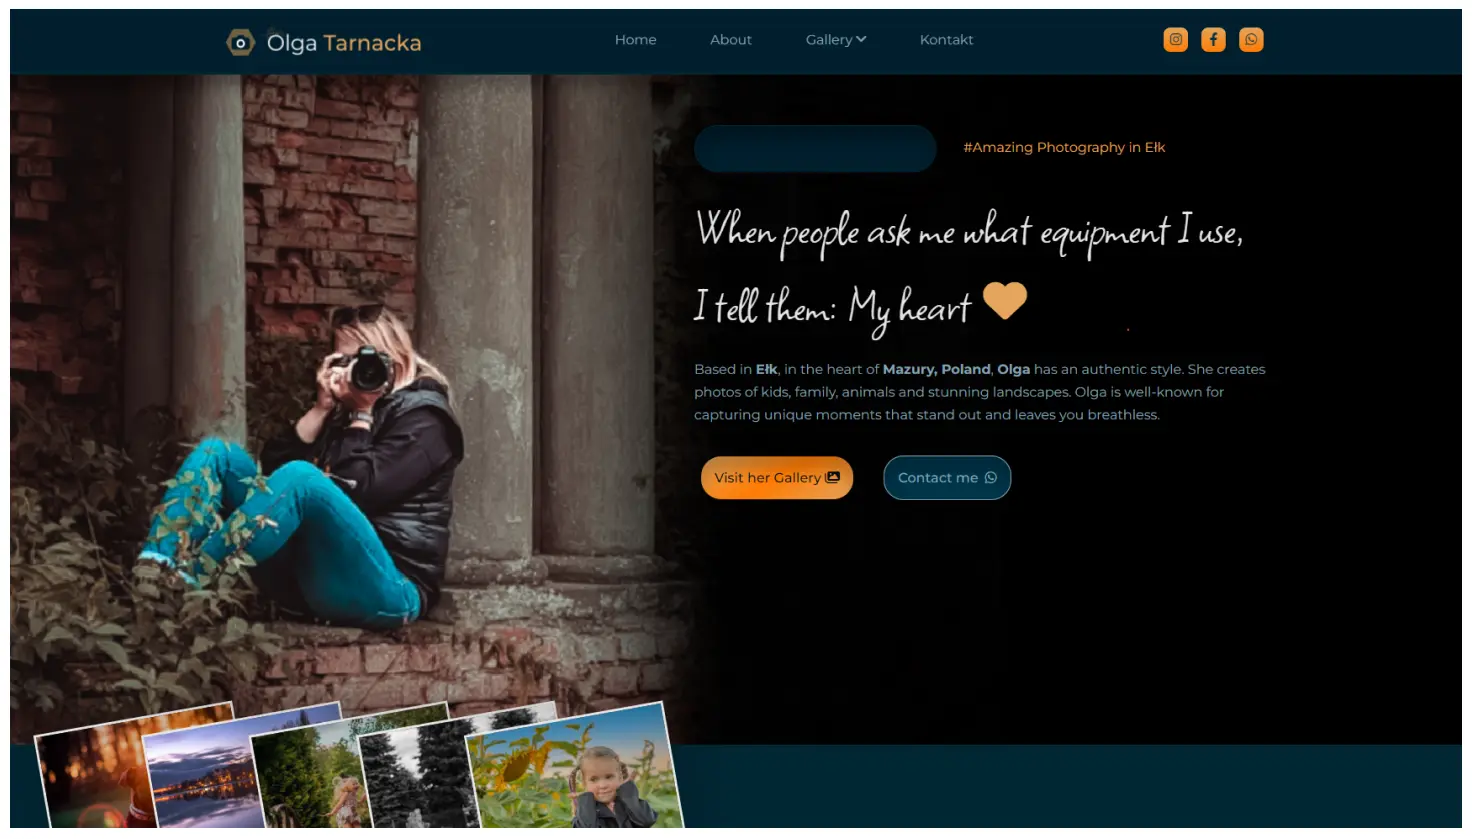 Olga Tarnacka
Home
About
Gallery
Kontakt
#Amazing Photography in Ełk
When people ask me what equipment I use,
I tell them: My heart
Based in Ełk, in the heart of Mazury, Poland, Olga has an authentic style. She creates
photos of kids, family, animals and stunning landscapes. Olga is well-known for
capturing unique moments that stand out and leaves you breathless.
Visit her Gallery
Contact me